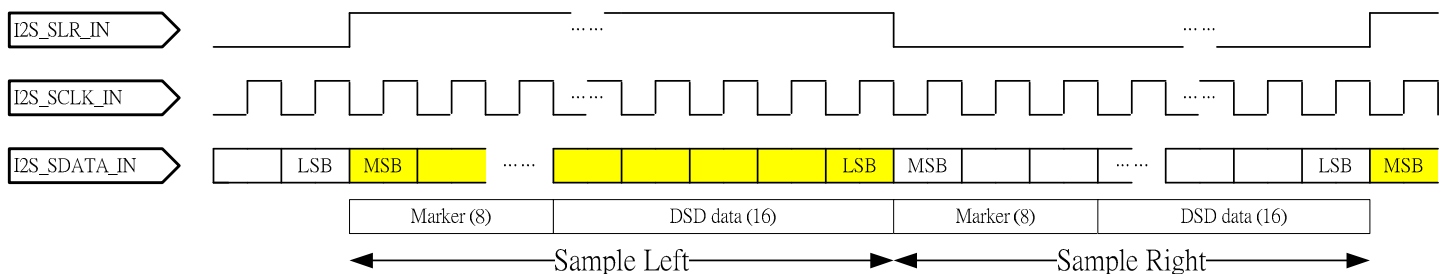 I2S_SLR_IN
…… ……
I2S_SCLK_IN
…… ……
I2S_SDATA_IN
LSB MSB …… LSB MSB …… LSB MSB
Marker (8) DSD data (16) Marker (8) DSD data (16)
Sample Left Sample Right